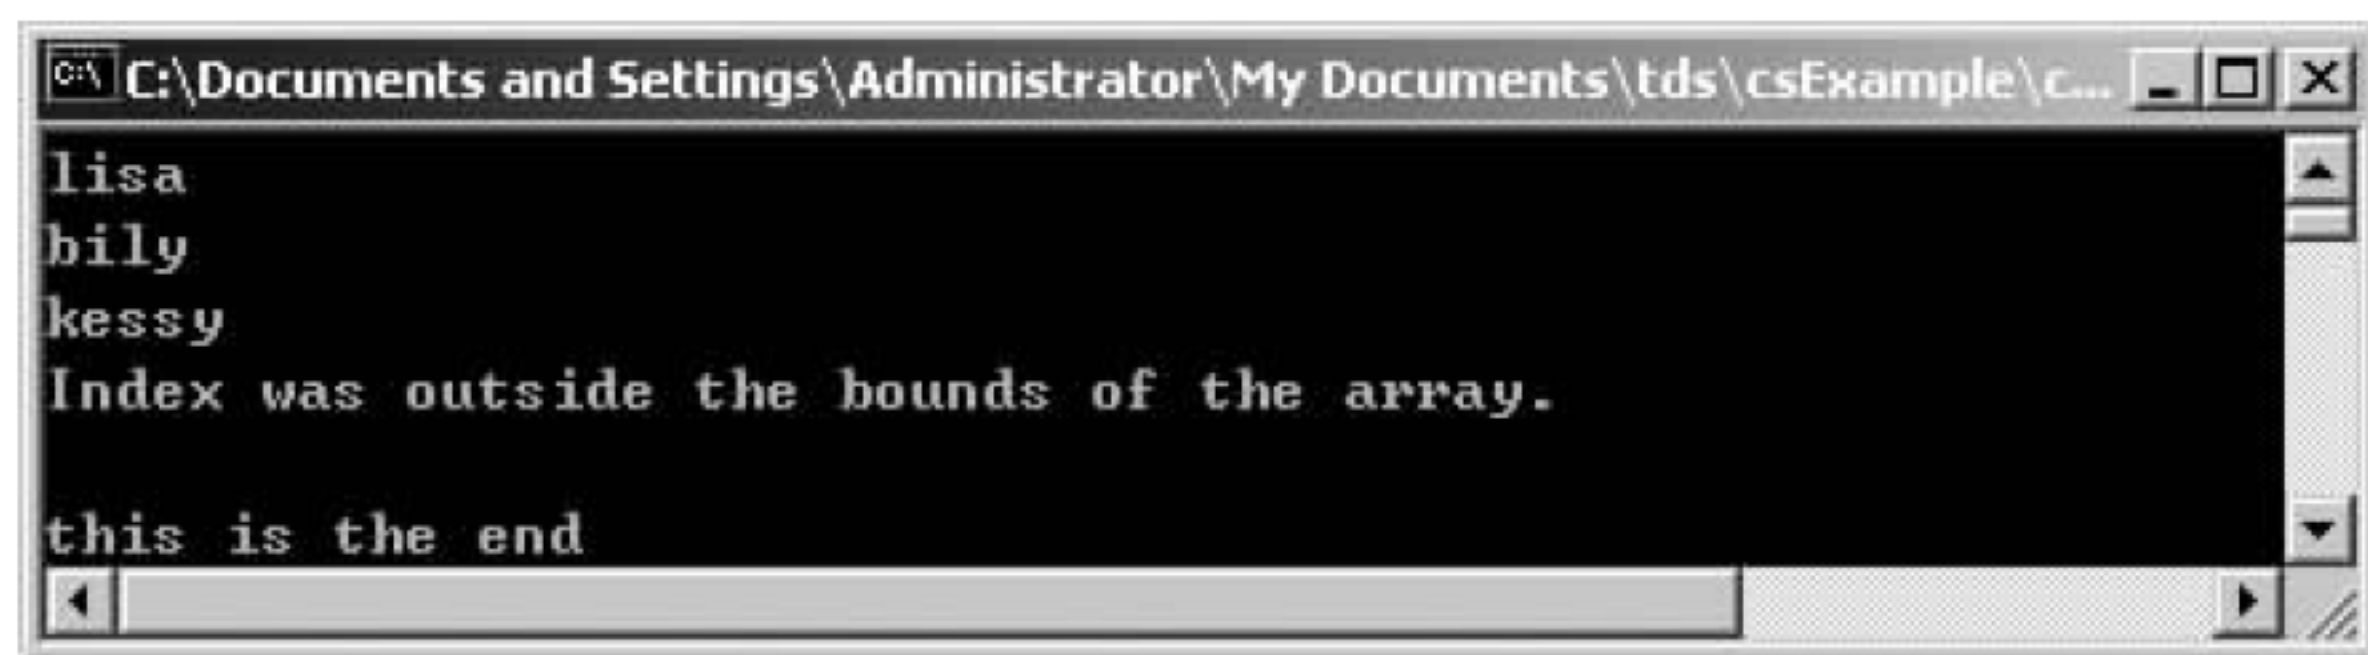 C:\ C:\Documents and Settings\Administrator\My Documents\tds\csExample\c...
lisa
bily
kessy
Index was outside the bounds of the array.
this is the end